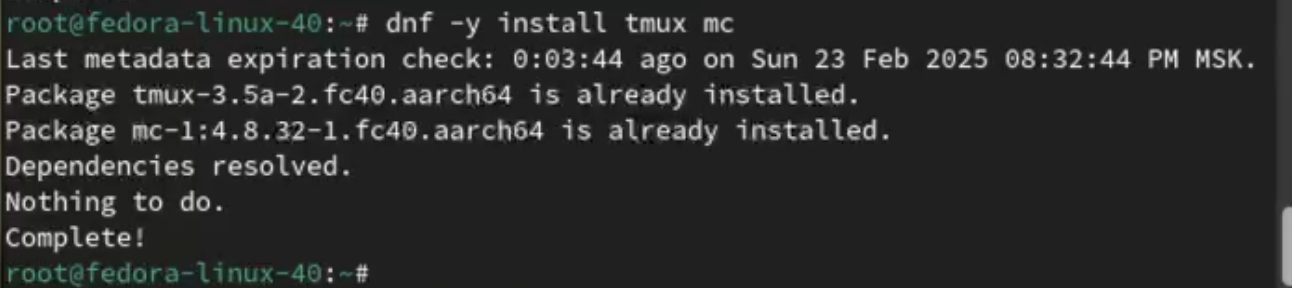 root@fedora-linux-40:~# dnf -y install tmux mc
Last metadata expiration check: 0:03:44 ago on Sun 23 Feb 2025 08:32:44 PM MSK.
Package tmux-3.5a-2.fc40.aarch64 is already installed.
Package mc-1:4.8.32-1.fc40.aarch64 is already installed.
Dependencies resolved.
Nothing to do.
Complete!
root@fedora-linux-40:~#